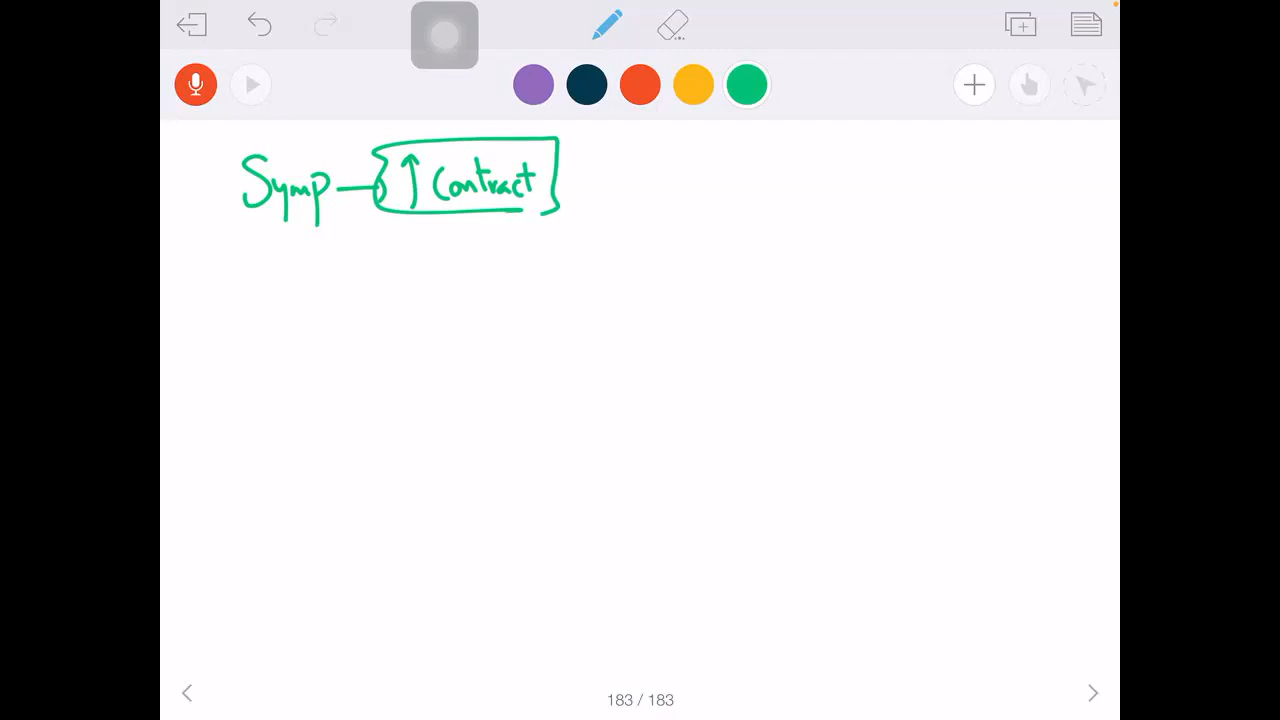 Symp — ↑ Contract
183 / 183